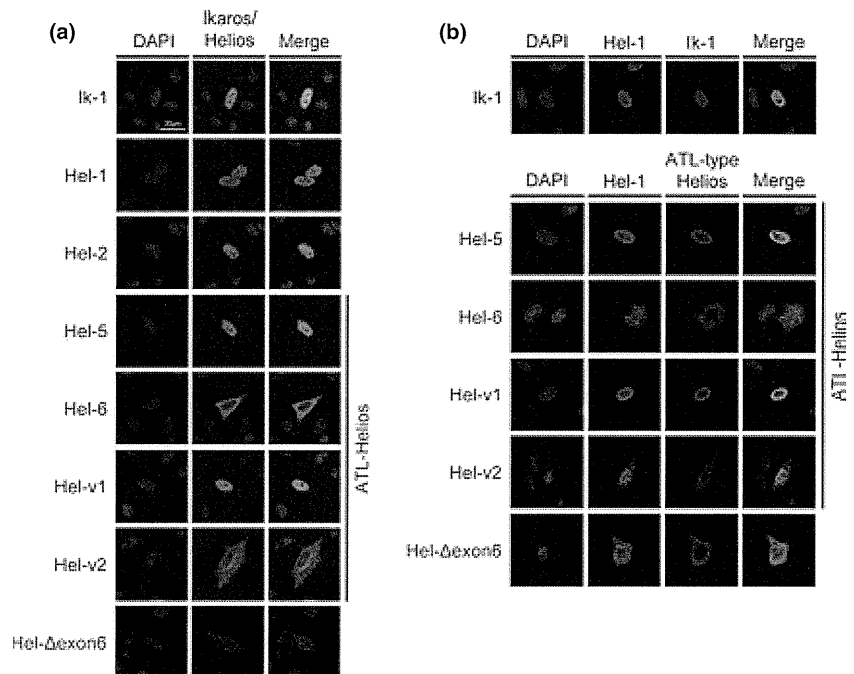 (a)
Ikaros/
DAPI Helios Merge
Ik-1
Hel-1
Hel-2
Hel-5
Hel-6
Hel-v1
Hel-v2
Hel-Δexon6
ATL-Helios
(b)
DAPI Hel-1 Ik-1 Merge
Ik-1
ATL-type
DAPI Hel-1 Helios Merge
Hel-5
Hel-6
Hel-v1
Hel-v2
Hel-Δexon6
ATL-Helios